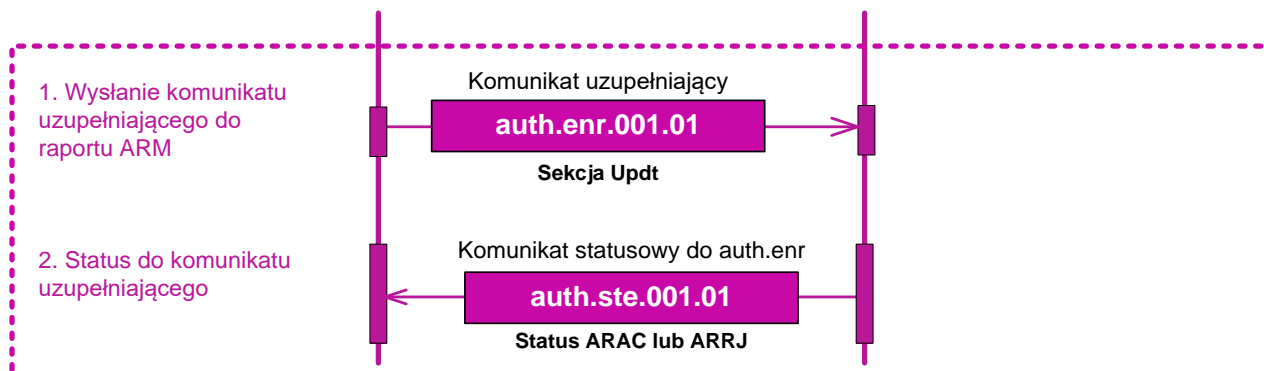 1. Wysłanie komunikatu
uzupełniającego do
raportu ARM
Komunikat uzupełniający
auth.enr.001.01
Sekcja Updt
2. Status do komunikatu
uzupełniającego
Komunikat statusowy do auth.enr
auth.ste.001.01
Status ARAC lub ARRJ